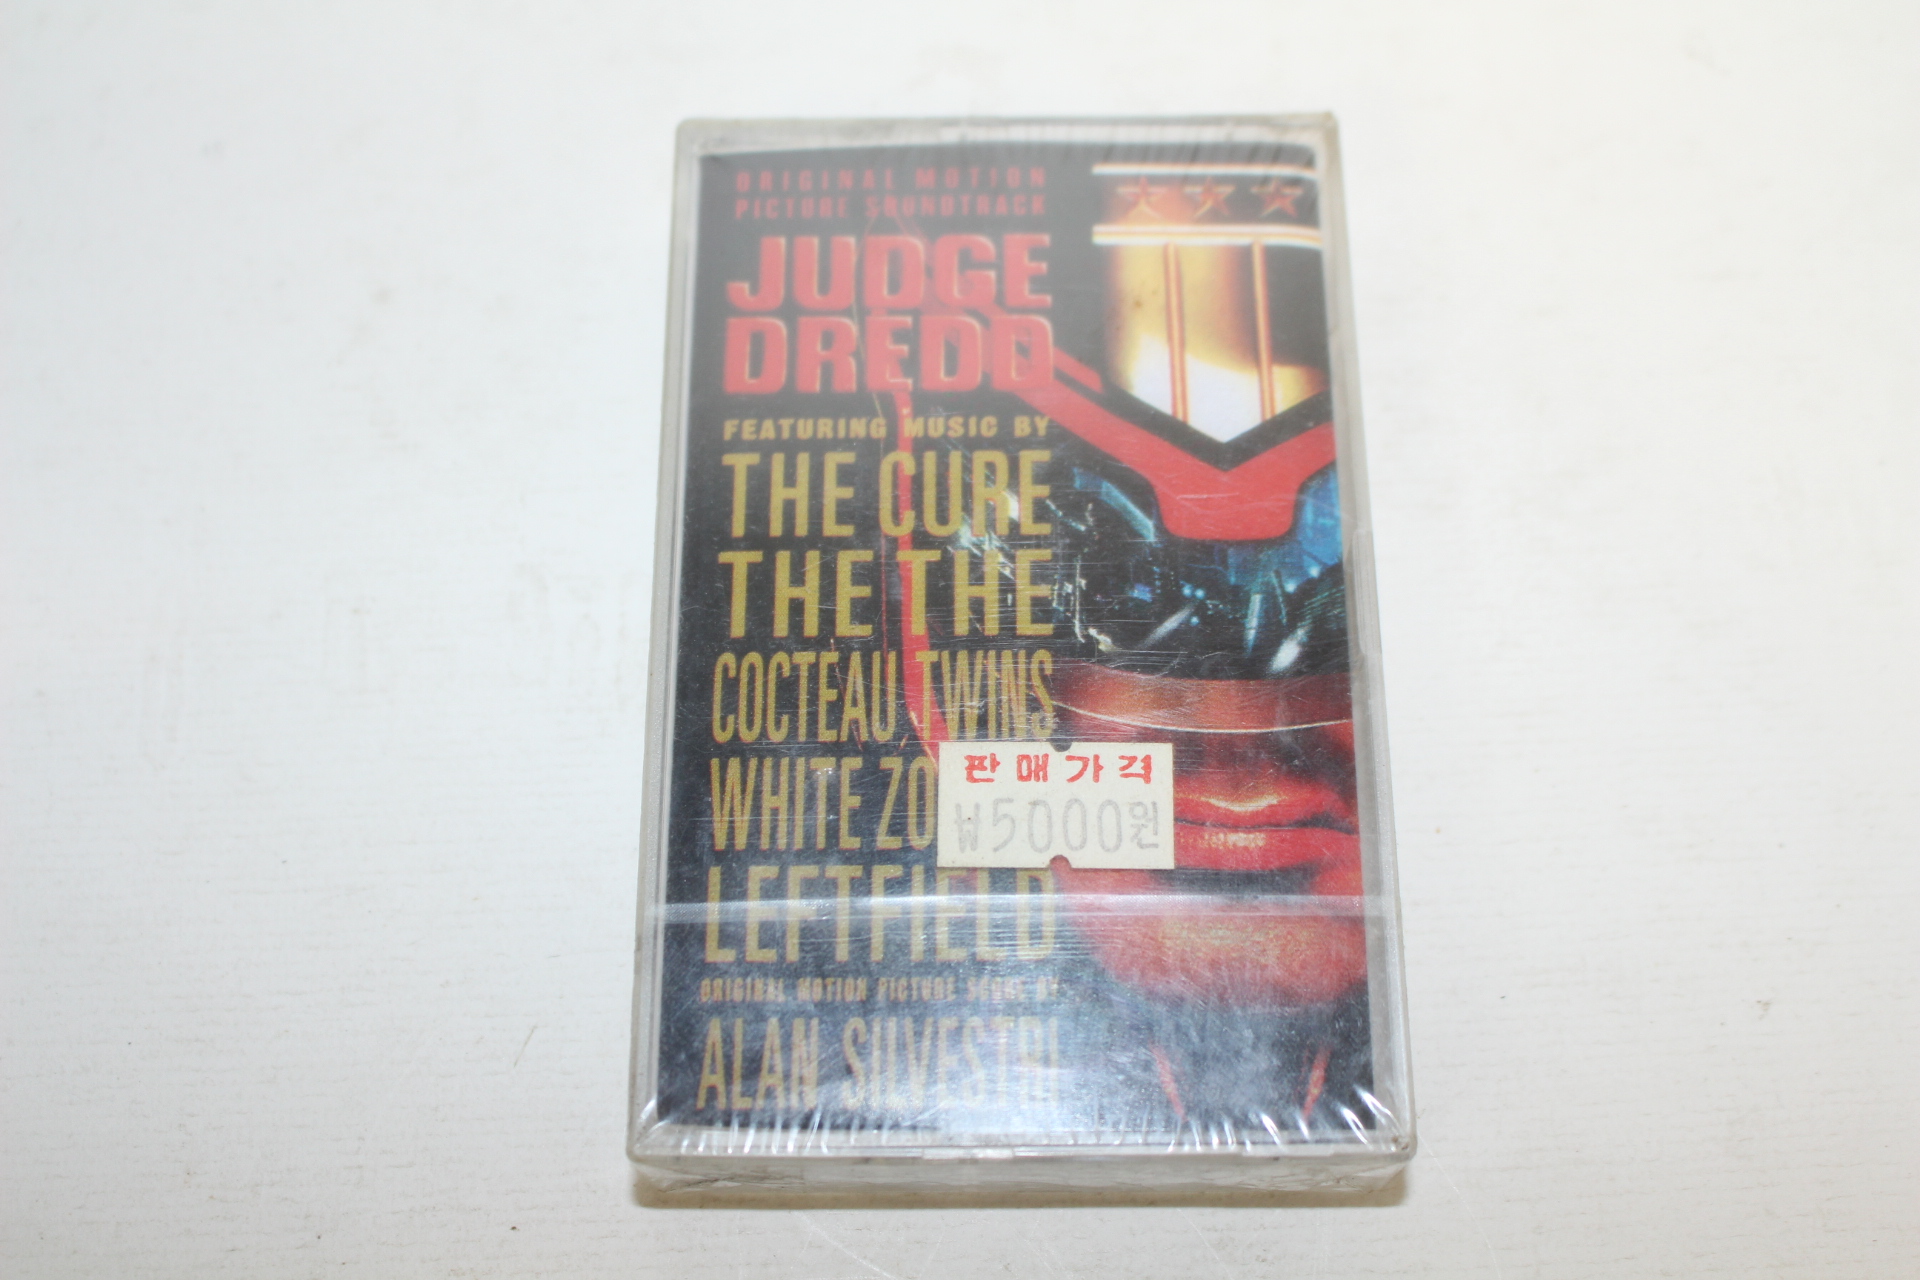 ORIGINAL MOTION
PICTURE SOUNDTRACK
JUDGE
DREDD
FEATURING MUSIC BY
THE CURE
THE THE
COCTEAU TWINS
WHITE ZO
판매가격
₩5000원
LEFTFIELD
ORIGINAL MOTION PICTURE SCORE BY
ALAN SILVESTRI